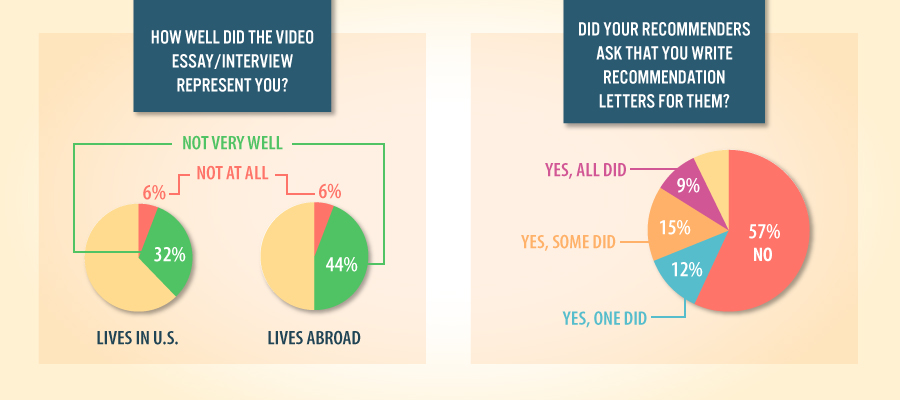 HOW WELL DID THE VIDEO
ESSAY/INTERVIEW
REPRESENT YOU?
NOT VERY WELL
NOT AT ALL
6%
6%
32%
44%
LIVES IN U.S.
LIVES ABROAD
DID YOUR RECOMMENDERS
ASK THAT YOU WRITE
RECOMMENDATION
LETTERS FOR THEM?
YES, ALL DID
9%
YES, SOME DID
15%
57%
NO
12%
YES, ONE DID